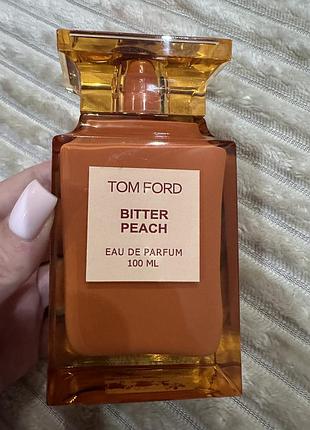 TOM FORD
BITTER
PEACH
EAU DE PARFUM
100 ML